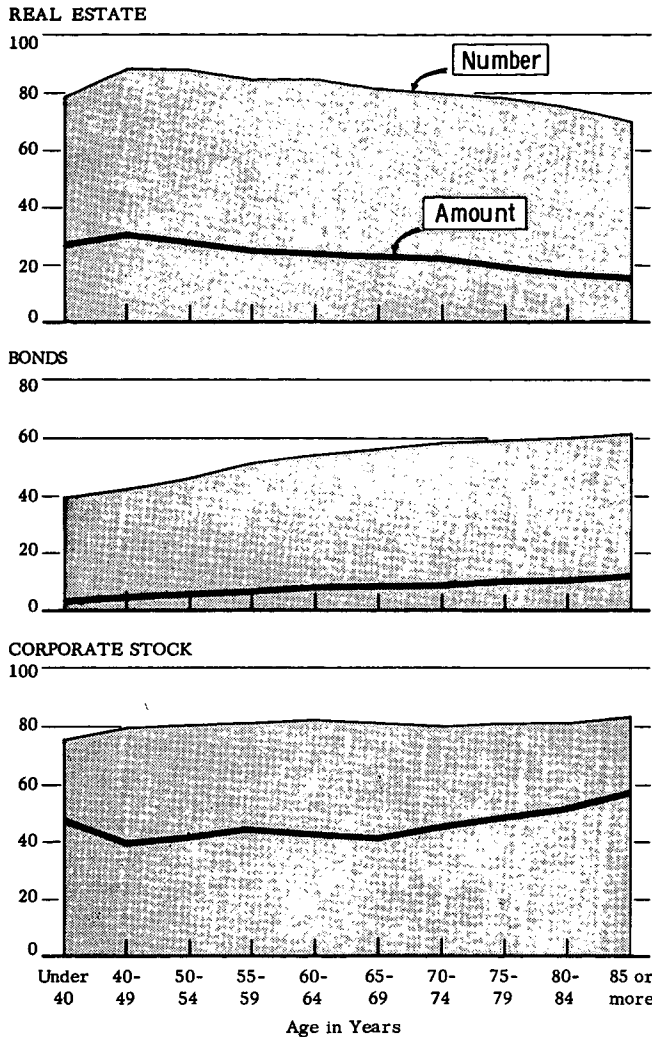 REAL ESTATE
100
Number
80
60
Amount
40
20
0
BONDS
80
60
40
20
0
CORPORATE STOCK
100
80
60
40
20
0
Under 40- 50- 55- 60- 65- 70- 75- 80- 85 or
40 49 54 59 64 69 74 79 84 more
Age in Years